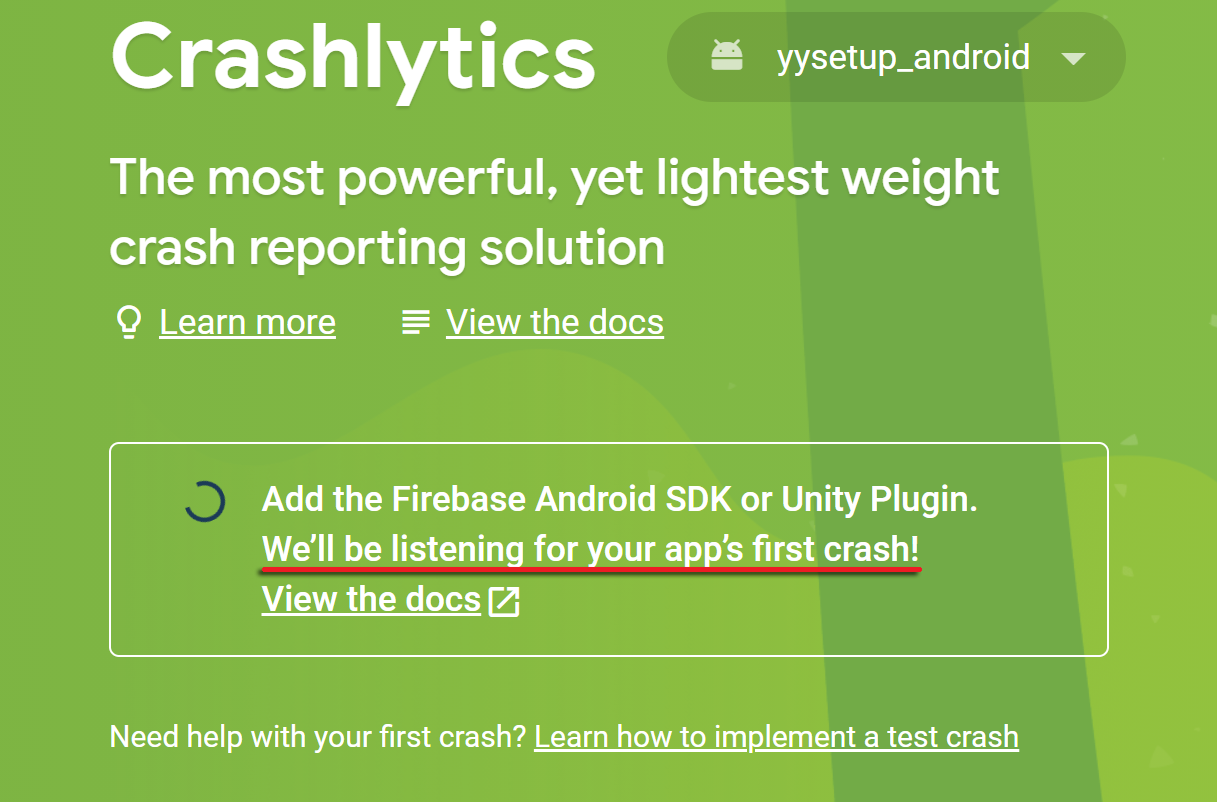 Crashlytics
yysetup_android
The most powerful, yet lightest weight
crash reporting solution
Learn more
View the docs
Add the Firebase Android SDK or Unity Plugin.
We’ll be listening for your app’s first crash!
View the docs
Need help with your first crash? Learn how to implement a test crash